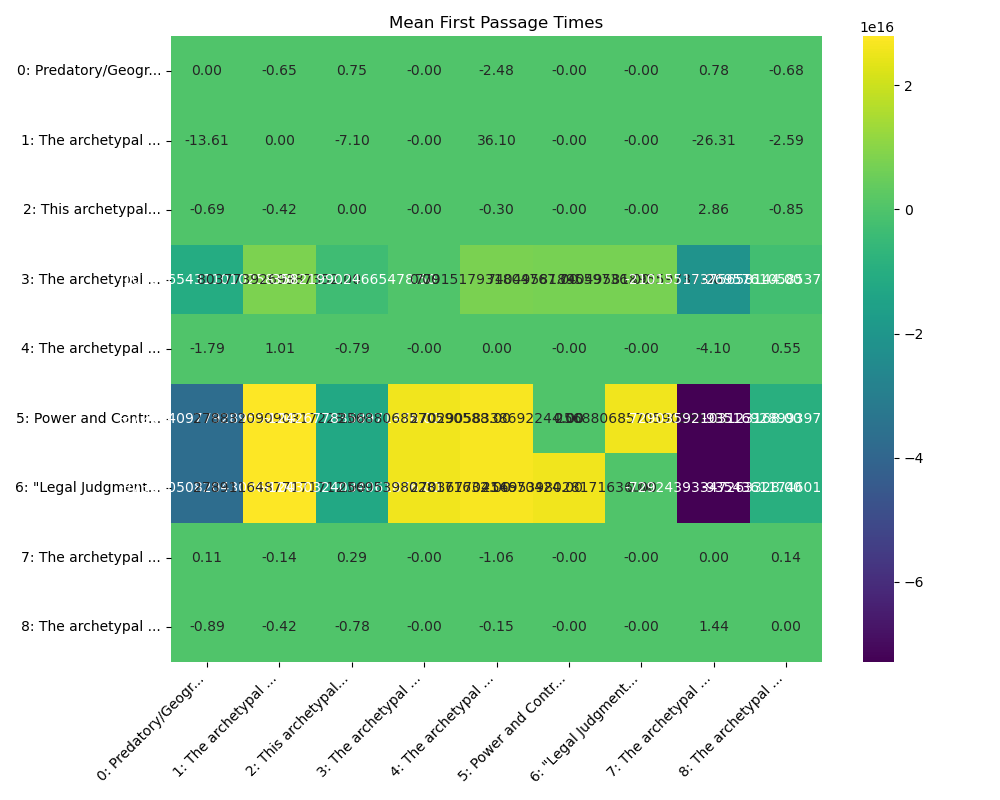 Mean First Passage Times
1e16
0: Predatory/Geogr... 0.00 -0.65 0.75 -0.00 -2.48 -0.00 -0.00 0.78 -0.68
1: The archetypal ... -13.61 0.00 -7.10 -0.00 36.10 -0.00 -0.00 -26.31 -2.59
2: This archetypal... -0.69 -0.42 0.00 -0.00 -0.30 -0.00 -0.00 2.86 -0.85
3: The archetypal ...
4: The archetypal ... -1.79 1.01 -0.79 -0.00 0.00 -0.00 -0.00 -4.10 0.55
5: Power and Contr...
6: "Legal Judgment...
7: The archetypal ... 0.11 -0.14 0.29 -0.00 -1.06 -0.00 -0.00 0.00 0.14
8: The archetypal ... -0.89 -0.42 -0.78 -0.00 -0.15 -0.00 -0.00 1.44 0.00
0: Predatory/Geogr...
1: The archetypal ...
2: This archetypal...
3: The archetypal ...
4: The archetypal ...
5: Power and Contr...
6: "Legal Judgment...
7: The archetypal ...
8: The archetypal ...
2
0
−2
−4
−6